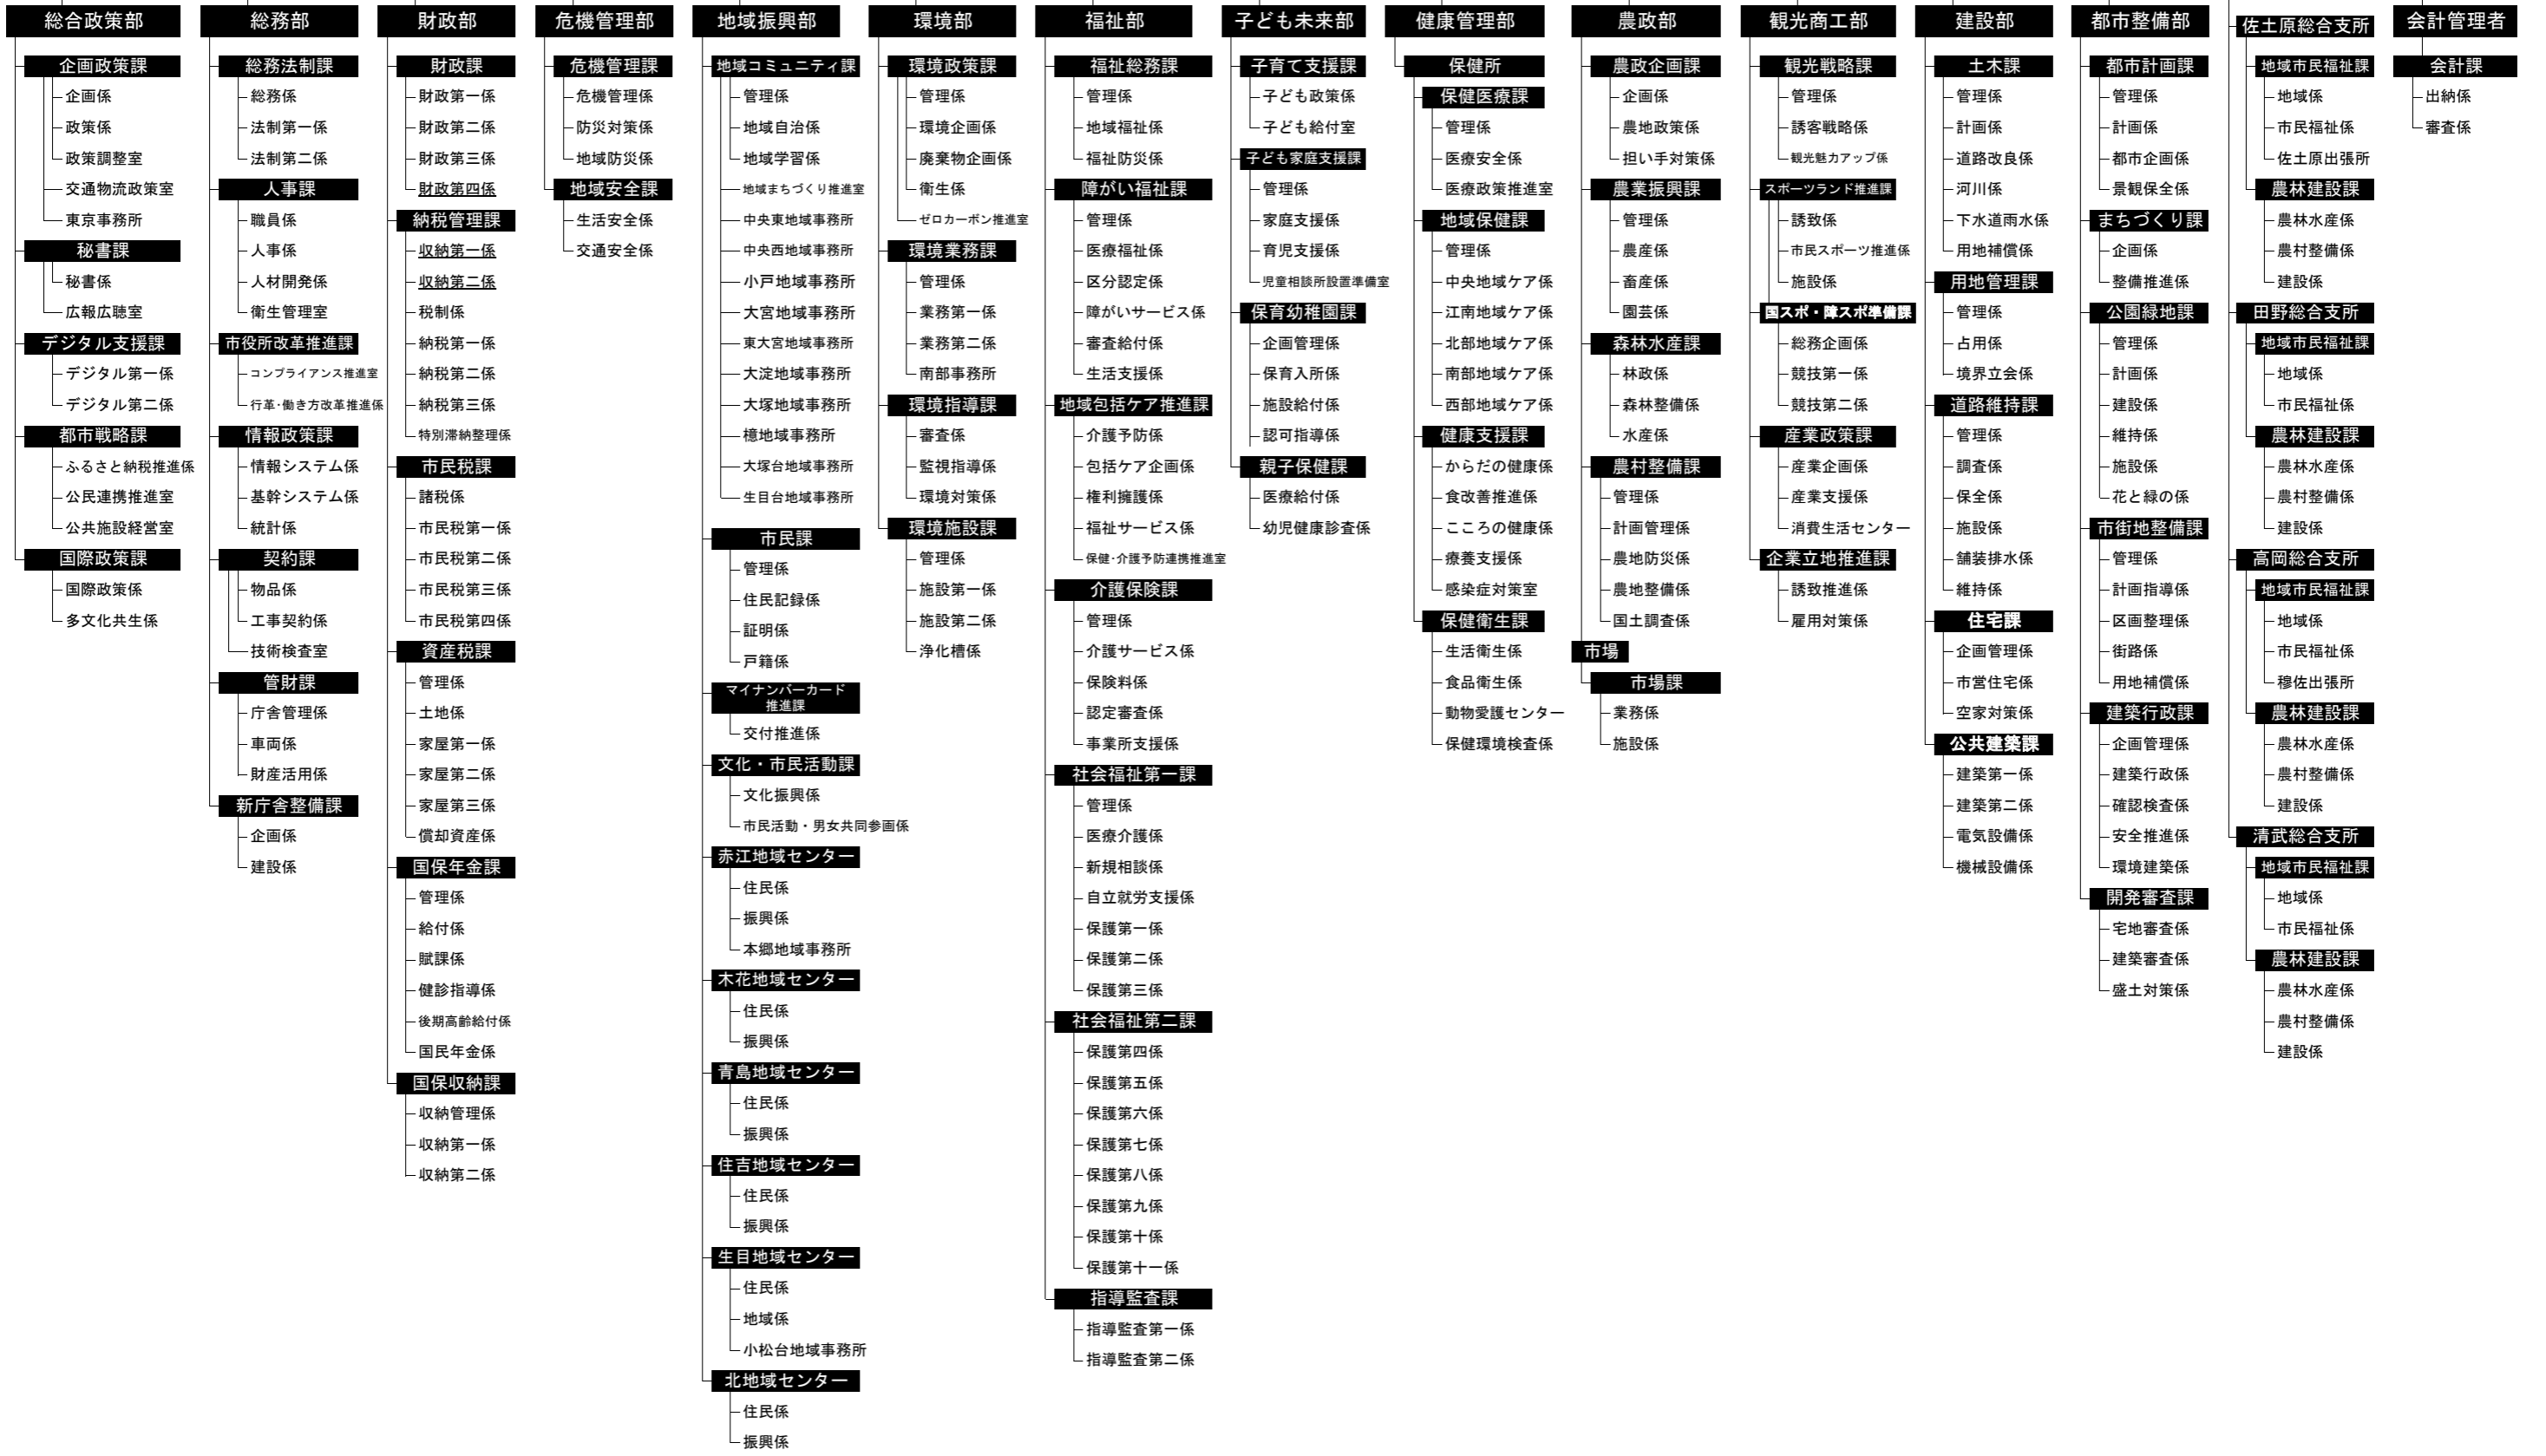 総合政策部
企画政策課
企画係
政策係
政策調整室
交通物流政策室
東京事務所
秘書課
秘書係
広報広聴室
デジタル支援課
デジタル第一係
デジタル第二係
都市戦略課
ふるさと納税推進係
公民連携推進室
公共施設経営室
国際政策課
国際政策係
多文化共生係
総務部
総務法制課
総務係
法制第一係
法制第二係
人事課
職員係
人事係
人材開発係
衛生管理室
市役所改革推進課
コンプライアンス推進室
行革・働き方改革推進係
情報政策課
情報システム係
基幹システム係
統計係
契約課
物品係
工事契約係
技術検査室
管財課
庁舎管理係
車両係
財産活用係
新庁舎整備課
企画係
建設係
財政部
財政課
財政第一係
財政第二係
財政第三係
財政第四係
納税管理課
収納第一係
収納第二係
税制係
納税第一係
納税第二係
納税第三係
特別滞納整理係
市民税課
諸税係
市民税第一係
市民税第二係
市民税第三係
市民税第四係
資産税課
管理係
土地係
家屋第一係
家屋第二係
家屋第三係
償却資産係
国保年金課
管理係
給付係
賦課係
健診指導係
後期高齢給付係
国民年金係
国保収納課
収納管理係
収納第一係
収納第二係
危機管理部
危機管理課
危機管理係
防災対策係
地域防災係
地域安全課
生活安全係
交通安全係
地域振興部
地域コミュニティ課
管理係
地域自治係
地域学習係
地域まちづくり推進室
中央東地域事務所
中央西地域事務所
小戸地域事務所
大宮地域事務所
東大宮地域事務所
大淀地域事務所
大塚地域事務所
檍地域事務所
大塚台地域事務所
生目台地域事務所
市民課
管理係
住民記録係
証明係
戸籍係
マイナンバーカード
推進課
交付推進係
文化・市民活動課
文化振興係
市民活動・男女共同参画係
赤江地域センター
住民係
振興係
本郷地域事務所
木花地域センター
住民係
振興係
青島地域センター
住民係
振興係
住吉地域センター
住民係
振興係
生目地域センター
住民係
地域係
小松台地域事務所
北地域センター
住民係
振興係
環境部
環境政策課
管理係
環境企画係
廃棄物企画係
衛生係
ゼロカーボン推進室
環境業務課
管理係
業務第一係
業務第二係
南部事務所
環境指導課
審査係
監視指導係
環境対策係
環境施設課
管理係
施設第一係
施設第二係
浄化槽係
福祉部
福祉総務課
管理係
地域福祉係
福祉防災係
障がい福祉課
管理係
医療福祉係
区分認定係
障がいサービス係
審査給付係
生活支援係
地域包括ケア推進課
介護予防係
包括ケア企画係
権利擁護係
福祉サービス係
保健・介護予防連携推進室
介護保険課
管理係
介護サービス係
保険料係
認定審査係
事業所支援係
社会福祉第一課
管理係
医療介護係
新規相談係
自立就労支援係
保護第一係
保護第二係
保護第三係
社会福祉第二課
保護第四係
保護第五係
保護第六係
保護第七係
保護第八係
保護第九係
保護第十係
保護第十一係
指導監査課
指導監査第一係
指導監査第二係
子ども未来部
子育て支援課
子ども政策係
子ども給付室
子ども家庭支援課
管理係
家庭支援係
育児支援係
児童相談所設置準備室
保育幼稚園課
企画管理係
保育入所係
施設給付係
認可指導係
親子保健課
医療給付係
幼児健康診査係
健康管理部
保健所
保健医療課
管理係
医療安全係
医療政策推進室
地域保健課
管理係
中央地域ケア係
江南地域ケア係
北部地域ケア係
南部地域ケア係
西部地域ケア係
健康支援課
からだの健康係
食改善推進係
こころの健康係
療養支援係
感染症対策室
保健衛生課
生活衛生係
食品衛生係
動物愛護センター
保健環境検査係
農政部
農政企画課
企画係
農地政策係
担い手対策係
農業振興課
管理係
農産係
畜産係
園芸係
森林水産課
林政係
森林整備係
水産係
農村整備課
管理係
計画管理係
農地防災係
農地整備係
国土調査係
市場
市場課
業務係
施設係
観光商工部
観光戦略課
管理係
誘客戦略係
観光魅力アップ係
スポーツランド推進課
誘致係
市民スポーツ推進係
施設係
国スポ・障スポ準備課
総務企画係
競技第一係
競技第二係
産業政策課
産業企画係
産業支援係
消費生活センター
企業立地推進課
誘致推進係
雇用対策係
建設部
土木課
管理係
計画係
道路改良係
河川係
下水道雨水係
用地補償係
用地管理課
管理係
占用係
境界立会係
道路維持課
管理係
調査係
保全係
施設係
舗装排水係
維持係
住宅課
企画管理係
市営住宅係
空家対策係
公共建築課
建築第一係
建築第二係
電気設備係
機械設備係
都市整備部
都市計画課
管理係
計画係
都市企画係
景観保全係
まちづくり課
企画係
整備推進係
公園緑地課
管理係
計画係
建設係
維持係
施設係
花と緑の係
市街地整備課
管理係
計画指導係
区画整理係
街路係
用地補償係
建築行政課
企画管理係
建築行政係
確認検査係
安全推進係
環境建築係
開発審査課
宅地審査係
建築審査係
盛土対策係
佐土原総合支所
地域市民福祉課
地域係
市民福祉係
佐土原出張所
農林建設課
農林水産係
農村整備係
建設係
田野総合支所
地域市民福祉課
地域係
市民福祉係
農林建設課
農林水産係
農村整備係
建設係
高岡総合支所
地域市民福祉課
地域係
市民福祉係
穆佐出張所
農林建設課
農林水産係
農村整備係
建設係
清武総合支所
地域市民福祉課
地域係
市民福祉係
農林建設課
農林水産係
農村整備係
建設係
会計管理者
会計課
出納係
審査係